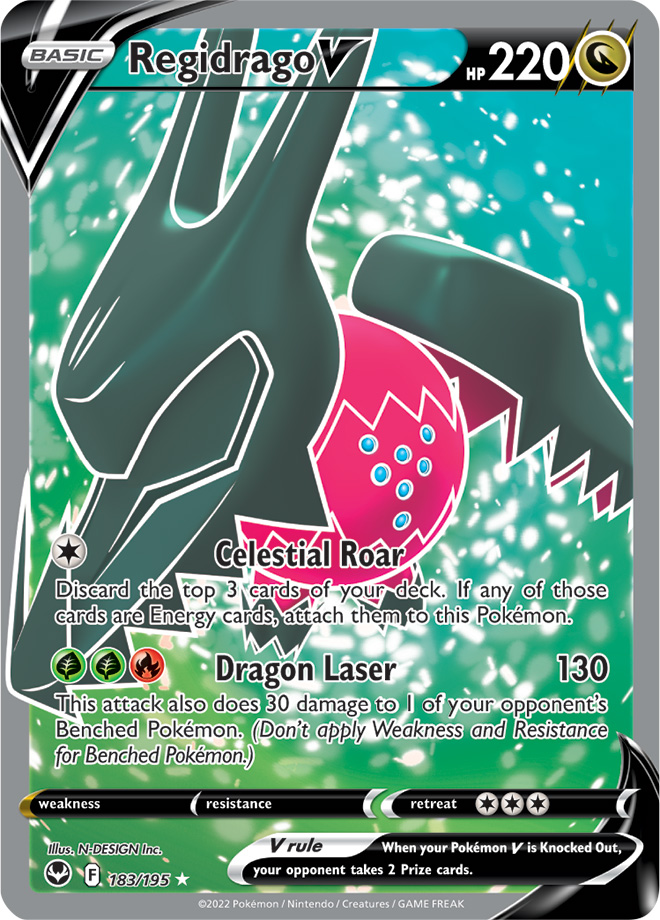 BASIC Regidrago V HP 220
Celestial Roar
Discard the top 3 cards of your deck. If any of those
cards are Energy cards, attach them to this Pokémon.
Dragon Laser 130
This attack also does 30 damage to 1 of your opponent's
Benched Pokémon. (Don't apply Weakness and Resistance
for Benched Pokémon.)
weakness resistance retreat
Illus. N-DESIGN Inc.
V rule When your Pokémon V is Knocked Out,
your opponent takes 2 Prize cards.
F 183/195 ★
©2022 Pokémon / Nintendo / Creatures / GAME FREAK